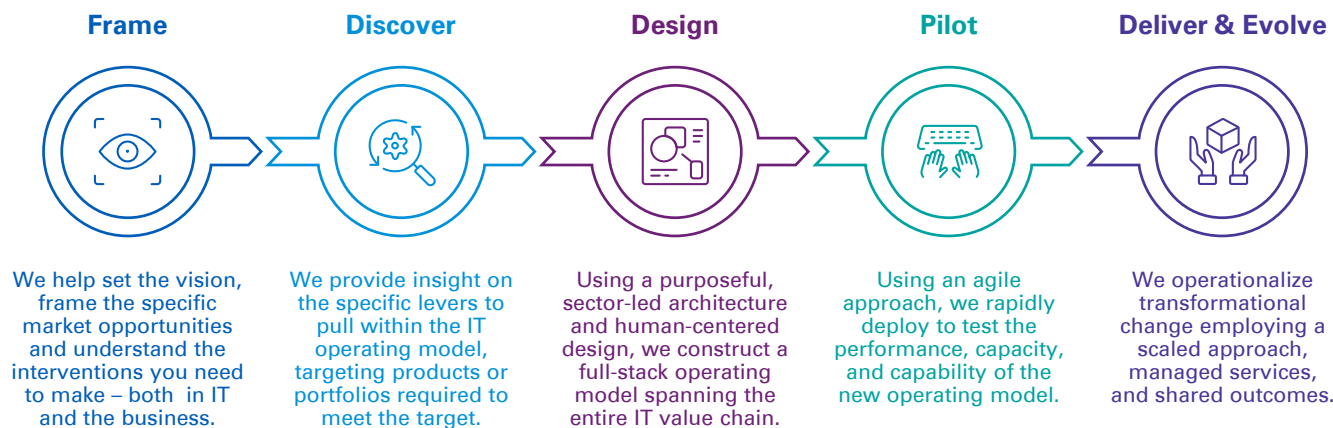 Frame
We help set the vision,
frame the specific
market opportunities
and understand the
interventions you need
to make – both in IT
and the business.
Discover
We provide insight on
the specific levers to
pull within the IT
operating model,
targeting products or
portfolios required to
meet the target.
Design
Using a purposeful,
sector-led architecture
and human-centered
design, we construct a
full-stack operating
model spanning the
entire IT value chain.
Pilot
Using an agile
approach, we rapidly
deploy to test the
performance, capacity,
and capability of the
new operating model.
Deliver & Evolve
We operationalize
transformational
change employing a
scaled approach,
managed services,
and shared outcomes.